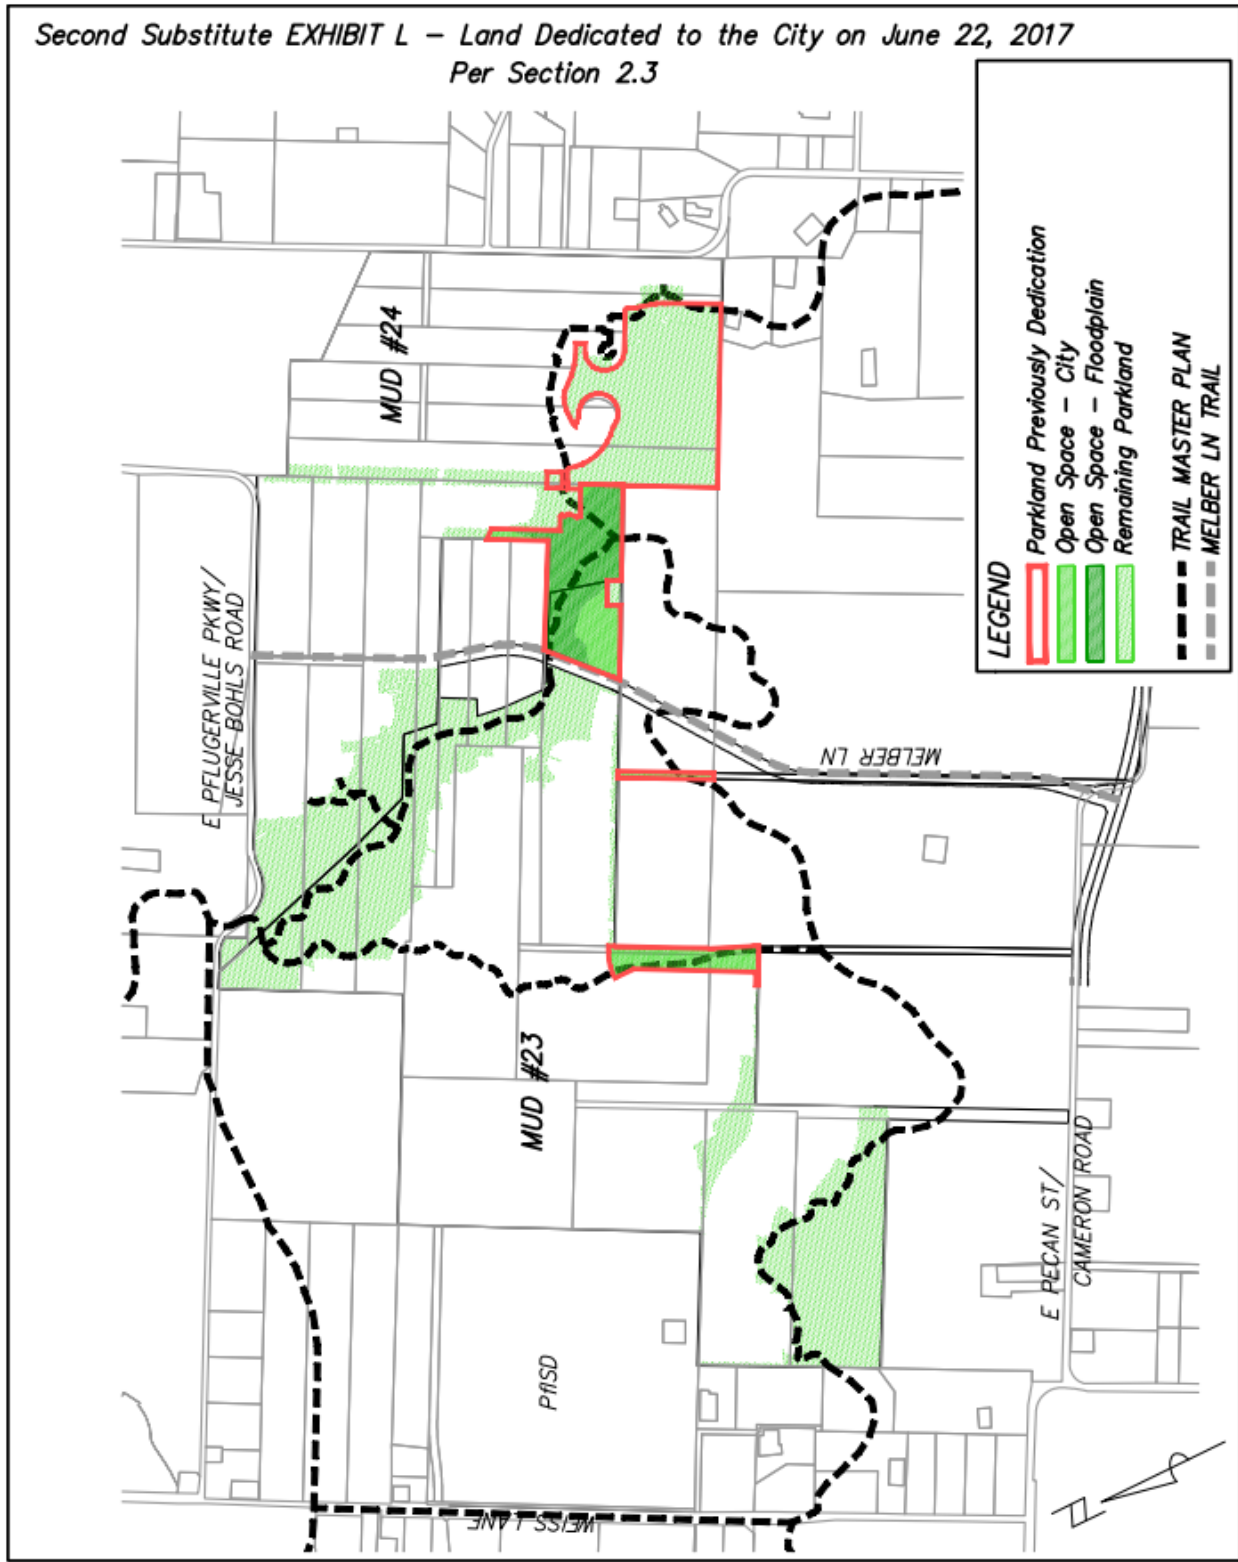 Second Substitute EXHIBIT L – Land Dedicated to the City on June 22, 2017
Per Section 2.3
LEGEND
Parkland Previously Dedication
Open Space – City
Open Space – Floodplain
Remaining Parkland
TRAIL MASTER PLAN
MELBER LN TRAIL
MUD #24
E PFLUGERVILLE PKWY/
JESSE BOHLS ROAD
MELBER LN
MUD #23
E PECAN ST/
CAMERON ROAD
PfISD
WEISS LANE
N